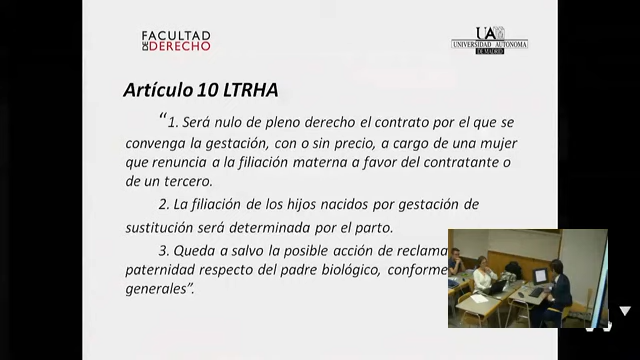 FACULTAD
DE DERECHO
UA
UNIVERSIDAD AUTONOMA
DE MADRID
Artículo 10 LTRHA
“1. Será nulo de pleno derecho el contrato por el que se
convenga la gestación, con o sin precio, a cargo de una mujer
que renuncia a la filiación materna a favor del contratante o
de un tercero.
2. La filiación de los hijos nacidos por gestación de
sustitución será determinada por el parto.
3. Queda a salvo la posible acción de
paternidad respecto del padre biológico, conforme
generales”.